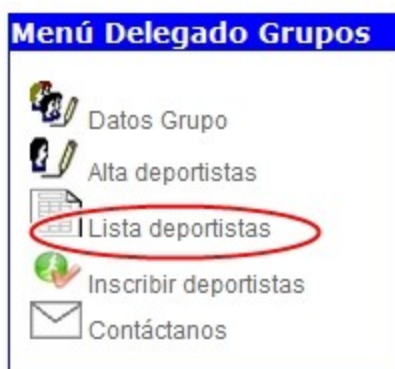 Menú Delegado Grupos
Datos Grupo
Alta deportistas
Lista deportistas
Inscribir deportistas
Contáctanos